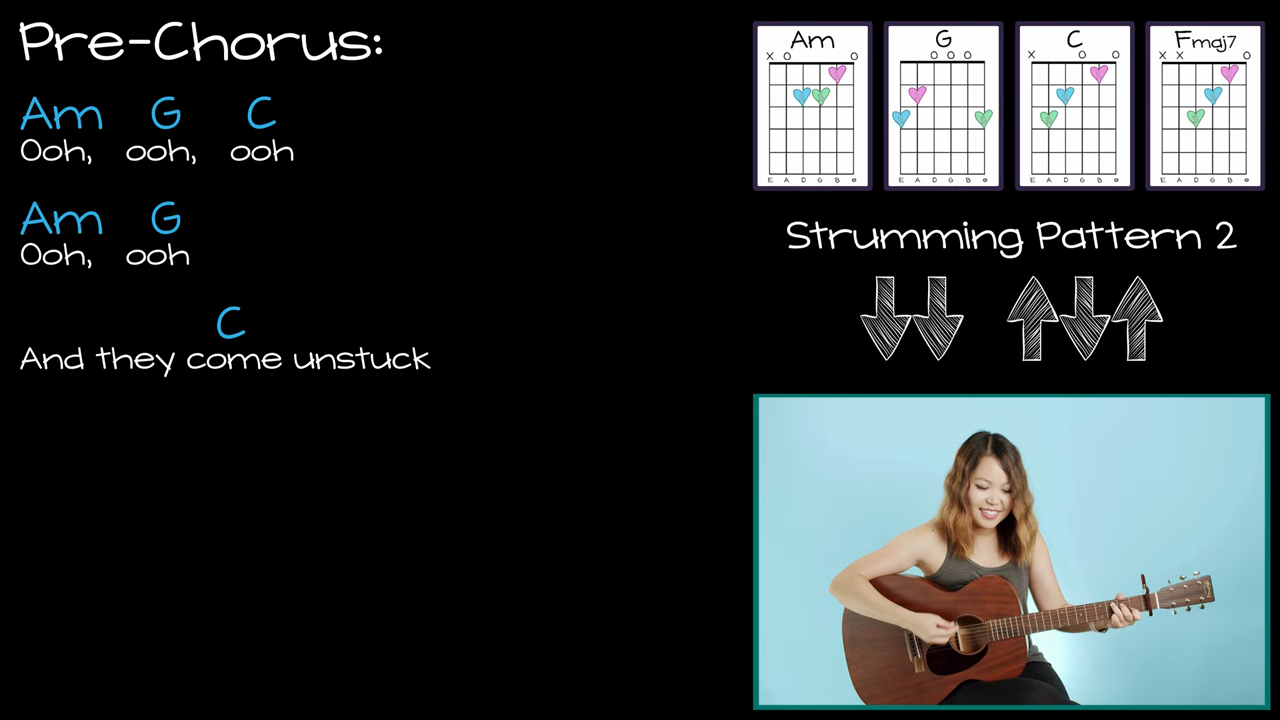 Pre-Chorus:
Am G C
Ooh, ooh, ooh
Am G
Ooh, ooh
C
And they come unstuck
Am G C Fmaj7
X O O O O O X O O X X O
E A D G B e E A D G B e E A D G B e E A D G B e
Strumming Pattern 2